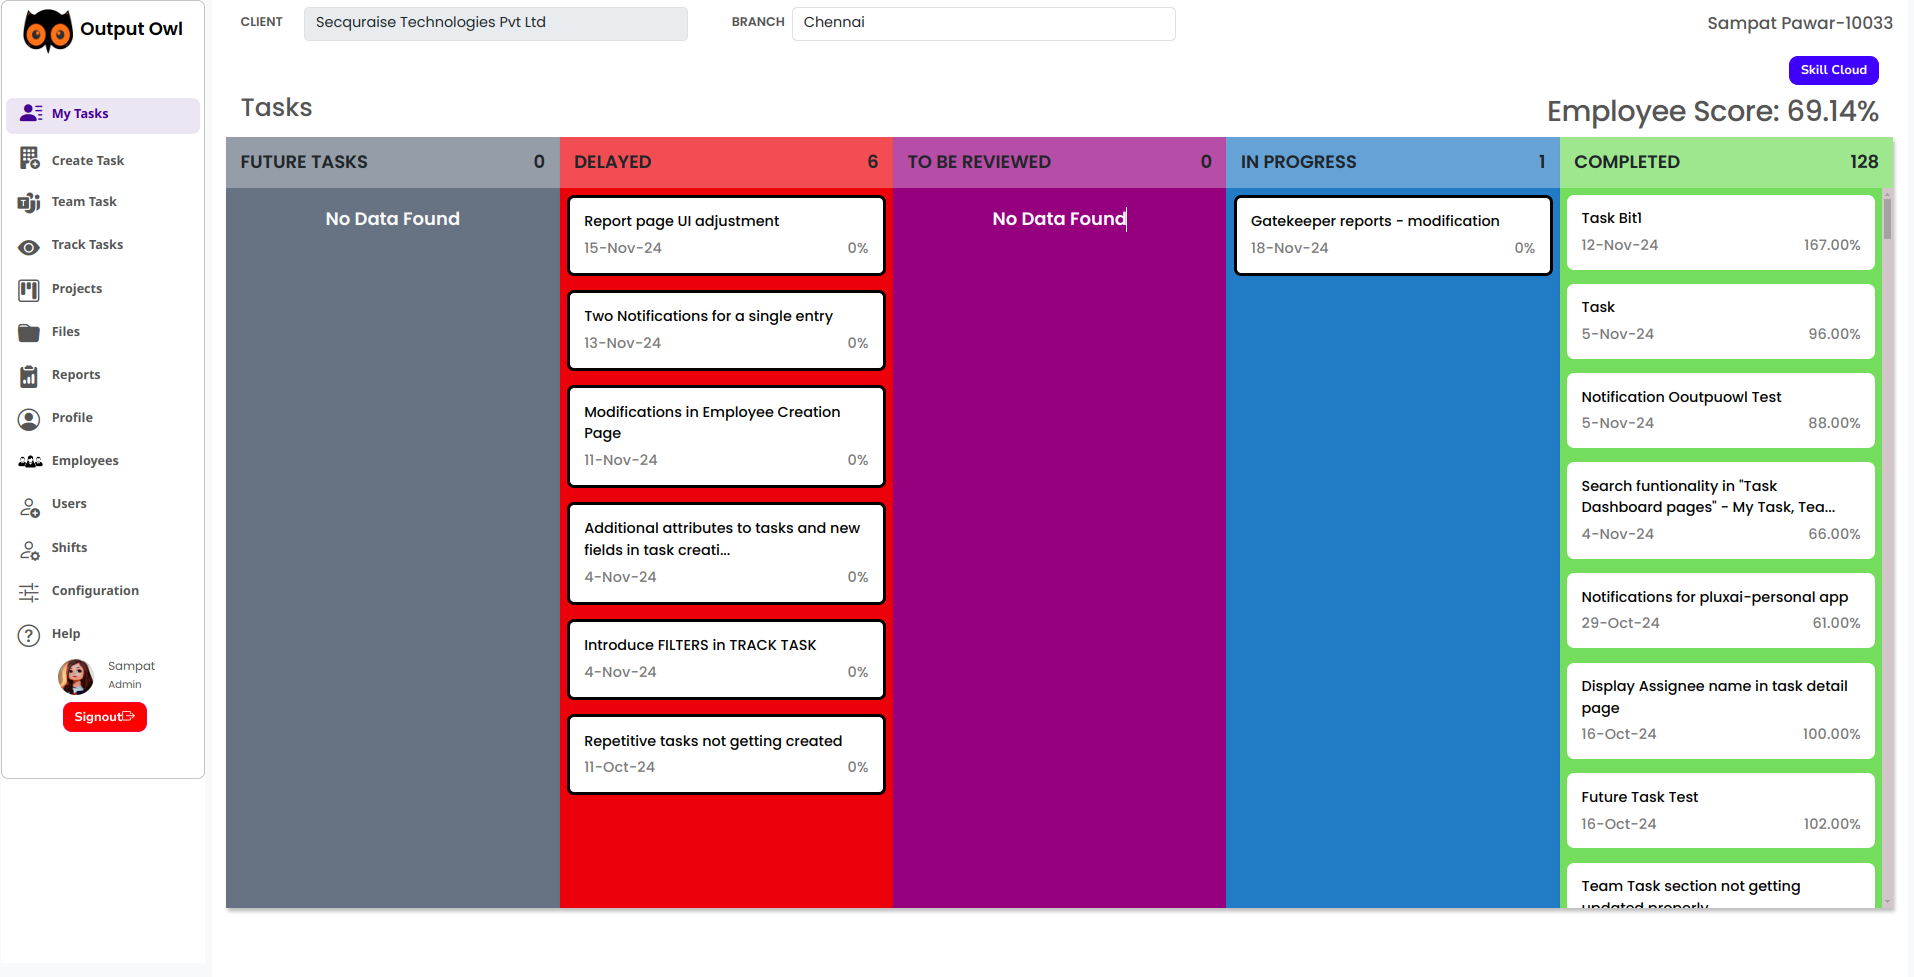 Output Owl
CLIENT
Secquraise Technologies Pvt Ltd
BRANCH
Chennai
Sampat Pawar-10033
Skill Cloud
My Tasks
Create Task
Team Task
Track Tasks
Projects
Files
Reports
Profile
Employees
Users
Shifts
Configuration
Help
Sampat
Admin
Signout
Tasks
Employee Score: 69.14%
FUTURE TASKS 0
No Data Found
DELAYED 6
Report page UI adjustment
15-Nov-24 0%
Two Notifications for a single entry
13-Nov-24 0%
Modifications in Employee Creation
Page
11-Nov-24 0%
Additional attributes to tasks and new
fields in task creati...
4-Nov-24 0%
Introduce FILTERS in TRACK TASK
4-Nov-24 0%
Repetitive tasks not getting created
11-Oct-24 0%
TO BE REVIEWED 0
No Data Found
IN PROGRESS 1
Gatekeeper reports - modification
18-Nov-24 0%
COMPLETED 128
Task Bit1
12-Nov-24 167.00%
Task
5-Nov-24 96.00%
Notification Ooutpuowl Test
5-Nov-24 88.00%
Search funtionality in "Task
Dashboard pages" - My Task, Tea...
4-Nov-24 66.00%
Notifications for pluxai-personal app
29-Oct-24 61.00%
Display Assignee name in task detail
page
16-Oct-24 100.00%
Future Task Test
16-Oct-24 102.00%
Team Task section not getting
updated properly